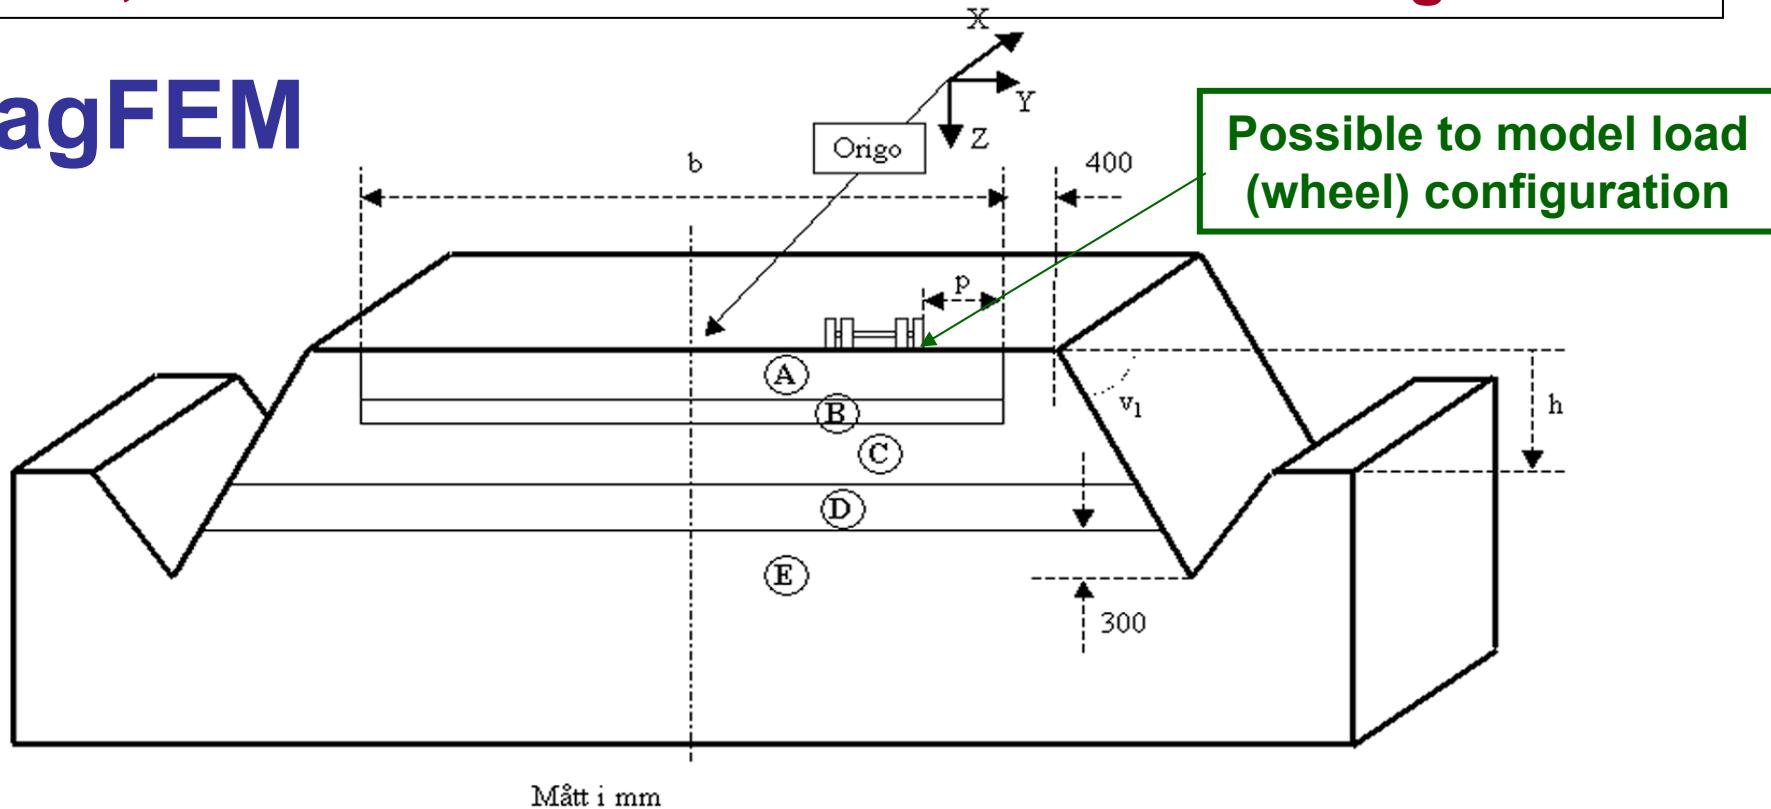 agFEM
X
Y
Z
Origo
b
400
Possible to model load
(wheel) configuration
p
A
B
v1
h
C
D
E
300
Mått i mm